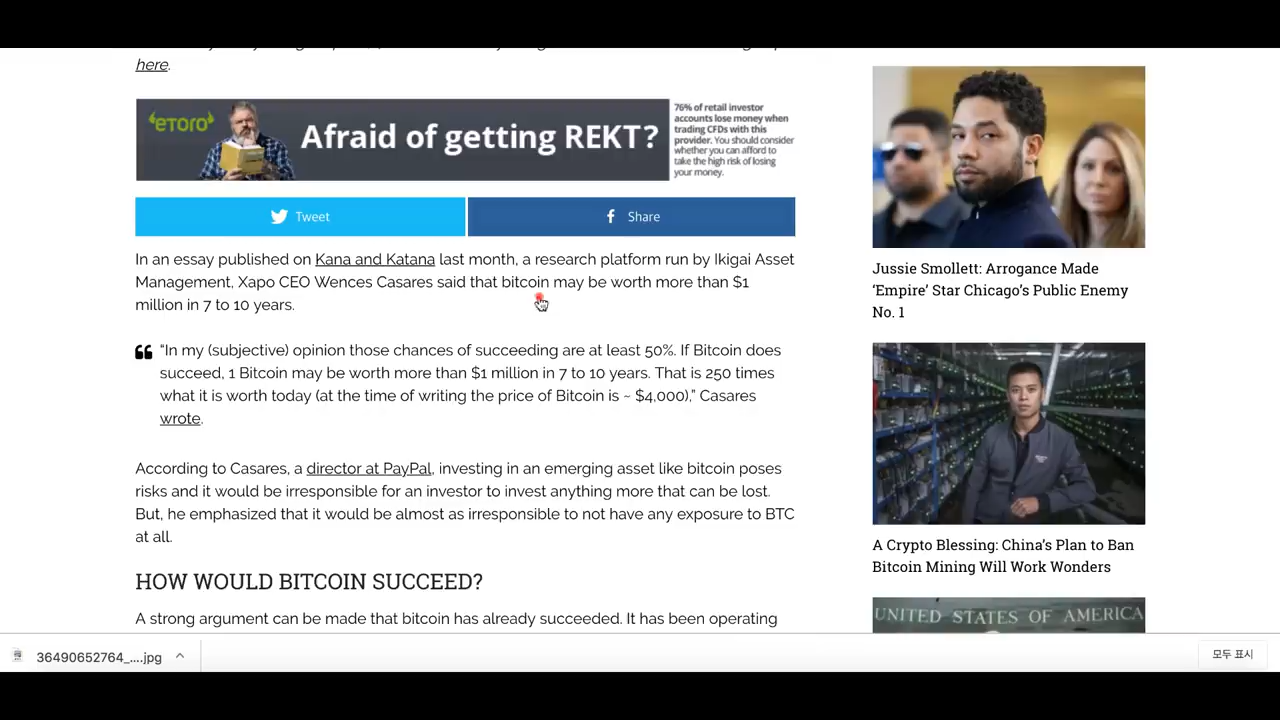 here.
eTORO
Afraid of getting REKT?
76% of retail investor
accounts lose money when
trading CFDs with this
provider. You should consider
whether you can afford to
take the high risk of losing
your money.
Tweet
Share
In an essay published on Kana and Katana last month, a research platform run by Ikigai Asset
Management, Xapo CEO Wences Casares said that bitcoin may be worth more than $1
million in 7 to 10 years.
“In my (subjective) opinion those chances of succeeding are at least 50%. If Bitcoin does
succeed, 1 Bitcoin may be worth more than $1 million in 7 to 10 years. That is 250 times
what it is worth today (at the time of writing the price of Bitcoin is ~ $4,000),” Casares
wrote.
According to Casares, a director at PayPal, investing in an emerging asset like bitcoin poses
risks and it would be irresponsible for an investor to invest anything more that can be lost.
But, he emphasized that it would be almost as irresponsible to not have any exposure to BTC
at all.
HOW WOULD BITCOIN SUCCEED?
A strong argument can be made that bitcoin has already succeeded. It has been operating
Jussie Smollett: Arrogance Made
‘Empire’ Star Chicago’s Public Enemy
No. 1
A Crypto Blessing: China’s Plan to Ban
Bitcoin Mining Will Work Wonders
UNITED STATES OF AMERICA
36490652764_....jpg
모두 표시